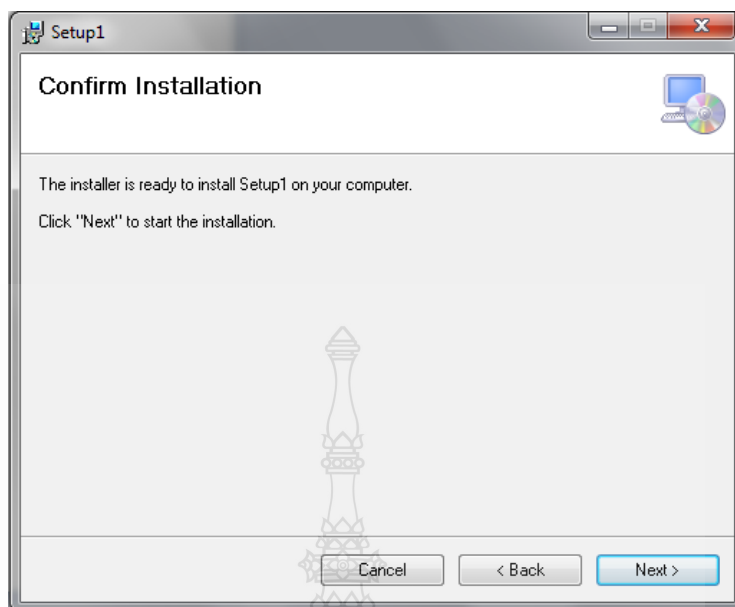 Setup1
Confirm Installation
The installer is ready to install Setup1 on your computer.
Click "Next" to start the installation.
Cancel
< Back
Next >